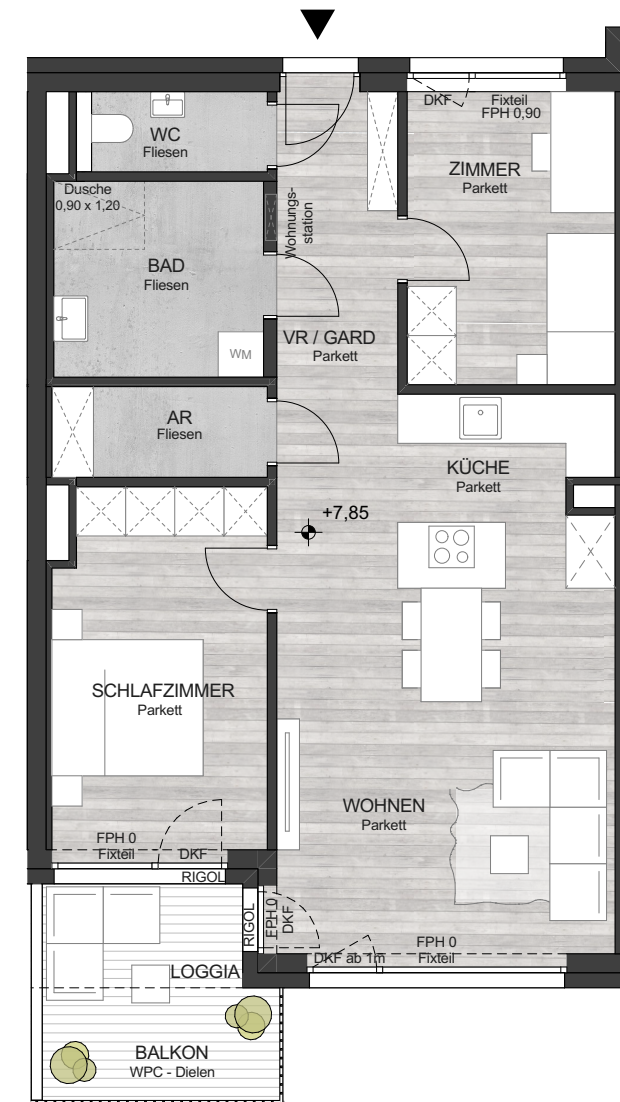 DKF
Fixteil
FPH 0,90
WC
Fliesen
ZIMMER
Parkett
Dusche
0,90 x 1,20
Wohnungs-
station
BAD
Fliesen
WM
VR / GARD
Parkett
AR
Fliesen
KÜCHE
Parkett
+7,85
SCHLAFZIMMER
Parkett
WOHNEN
Parkett
FPH 0
Fixteil
DKF
RIGOL
RIGOL
FPH 0
DKF
FPH 0
DKF ab 1m
Fixteil
LOGGIA
BALKON
WPC - Dielen